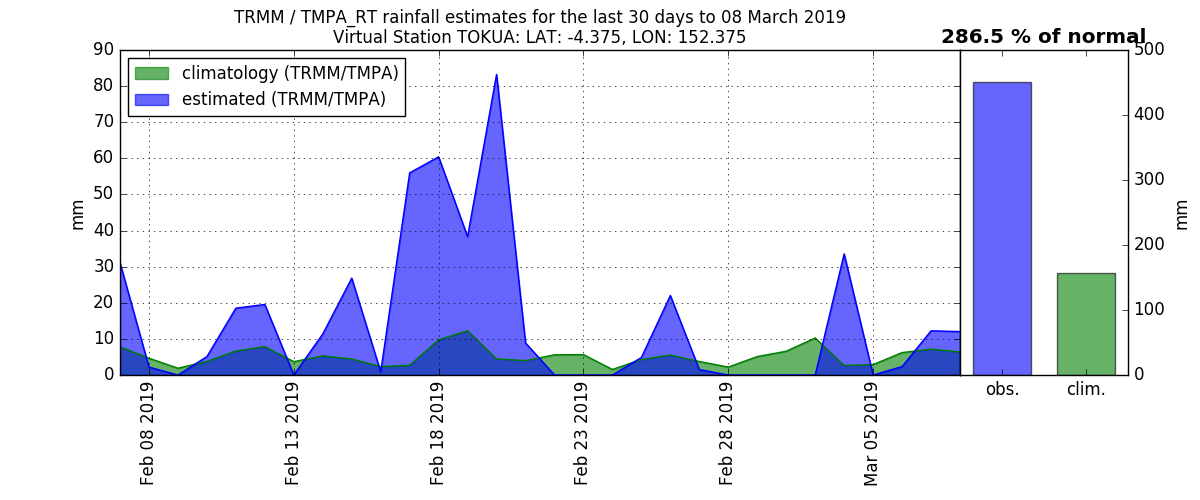 TRMM / TMPA_RT rainfall estimates for the last 30 days to 08 March 2019
Virtual Station TOKUA: LAT: -4.375, LON: 152.375
286.5 % of normal
climatology (TRMM/TMPA)
estimated (TRMM/TMPA)
90
80
70
60
50
40
30
20
10
0
mm
Feb 08 2019
Feb 13 2019
Feb 18 2019
Feb 23 2019
Feb 28 2019
Mar 05 2019
500
400
300
200
100
0
mm
obs.
clim.